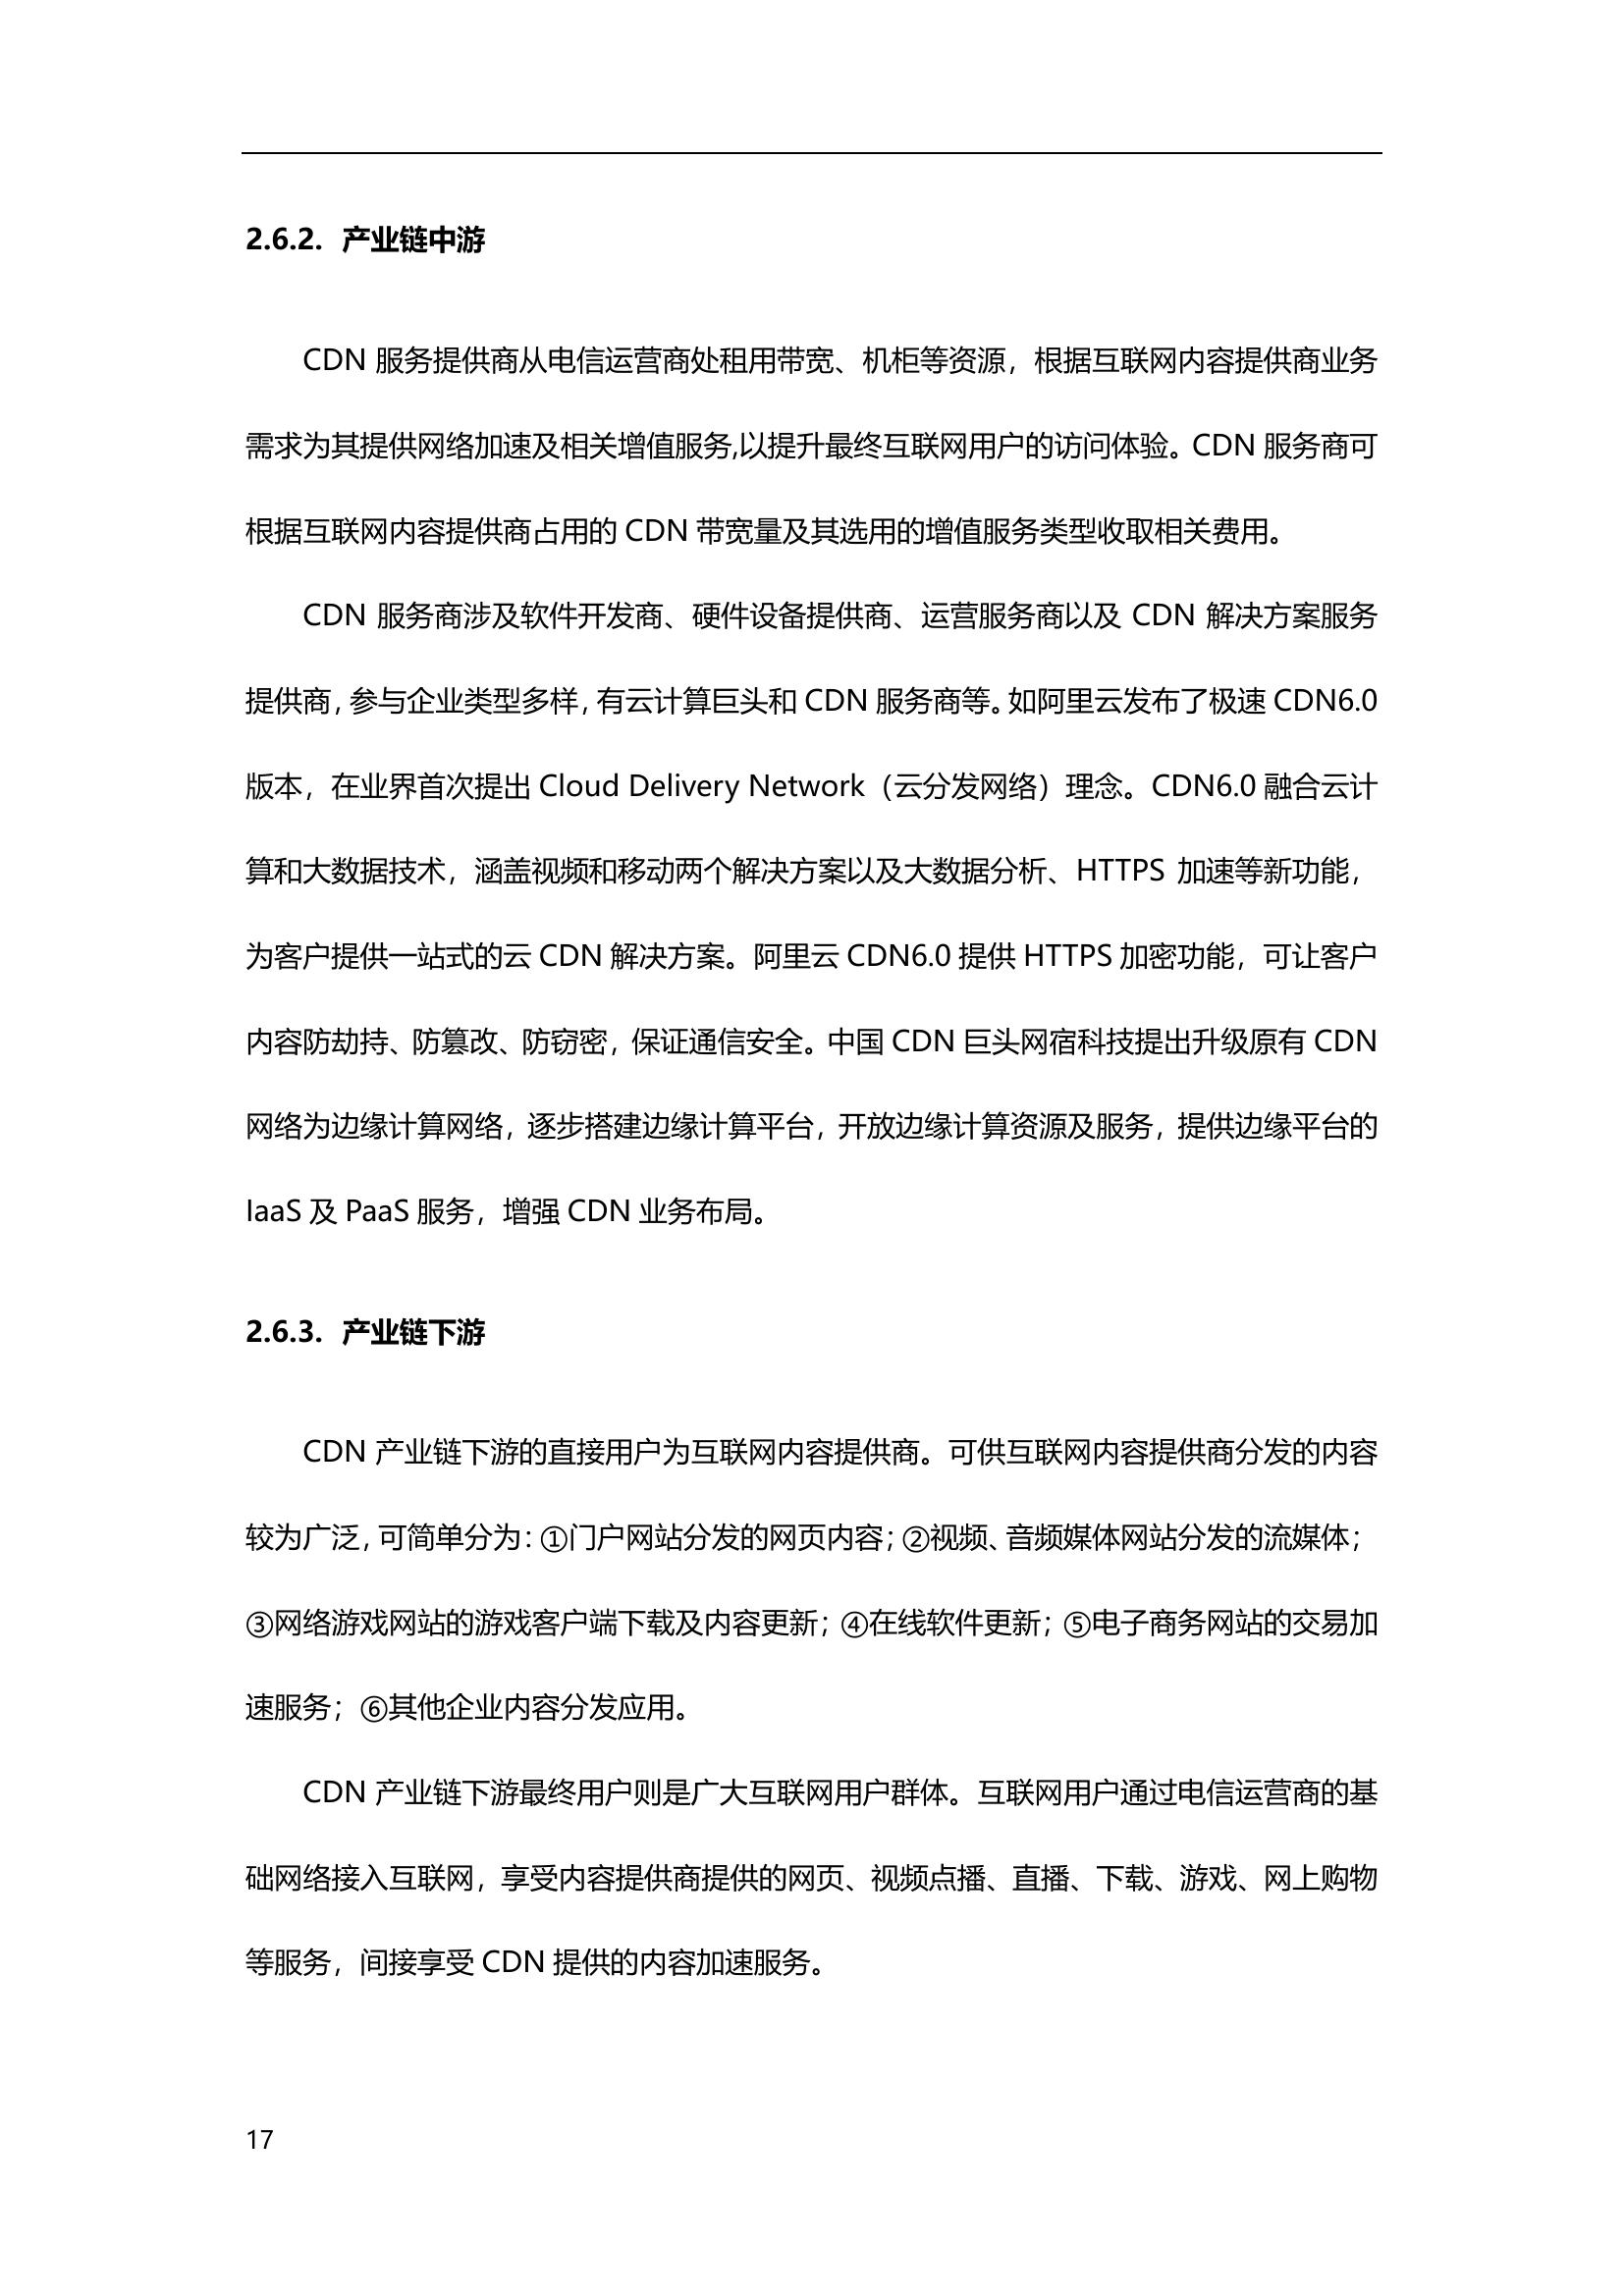 2.6.2. 产业链中游
CDN 服务提供商从电信运营商处租用带宽、机柜等资源，根据互联网内容提供商业务
需求为其提供网络加速及相关增值服务,以提升最终互联网用户的访问体验。CDN 服务商可
根据互联网内容提供商占用的 CDN 带宽量及其选用的增值服务类型收取相关费用。
CDN 服务商涉及软件开发商、硬件设备提供商、运营服务商以及 CDN 解决方案服务
提供商，参与企业类型多样，有云计算巨头和 CDN 服务商等。如阿里云发布了极速 CDN6.0
版本，在业界首次提出 Cloud Delivery Network（云分发网络）理念。CDN6.0 融合云计
算和大数据技术，涵盖视频和移动两个解决方案以及大数据分析、HTTPS 加速等新功能，
为客户提供一站式的云 CDN 解决方案。阿里云 CDN6.0 提供 HTTPS 加密功能，可让客户
内容防劫持、防篡改、防窃密，保证通信安全。中国 CDN 巨头网宿科技提出升级原有 CDN
网络为边缘计算网络，逐步搭建边缘计算平台，开放边缘计算资源及服务，提供边缘平台的
IaaS 及 PaaS 服务，增强 CDN 业务布局。
2.6.3. 产业链下游
CDN 产业链下游的直接用户为互联网内容提供商。可供互联网内容提供商分发的内容
较为广泛，可简单分为：①门户网站分发的网页内容；②视频、音频媒体网站分发的流媒体；
③网络游戏网站的游戏客户端下载及内容更新；④在线软件更新；⑤电子商务网站的交易加
速服务；⑥其他企业内容分发应用。
CDN 产业链下游最终用户则是广大互联网用户群体。互联网用户通过电信运营商的基
础网络接入互联网，享受内容提供商提供的网页、视频点播、直播、下载、游戏、网上购物
等服务，间接享受 CDN 提供的内容加速服务。
17